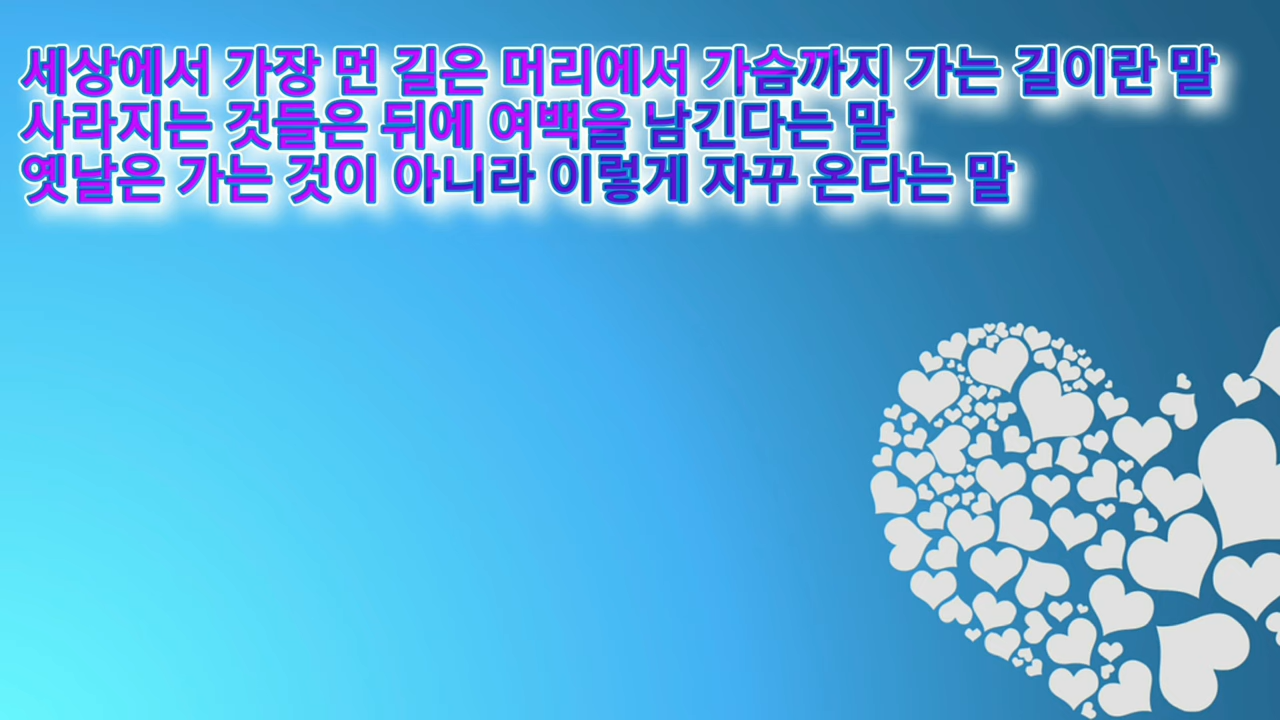 세상에서 가장 먼 길은 머리에서 가슴까지 가는 길이란 말
사라지는 것들은 뒤에 여백을 남긴다는 말
옛날은 가는 것이 아니라 이렇게 자꾸 온다는 말